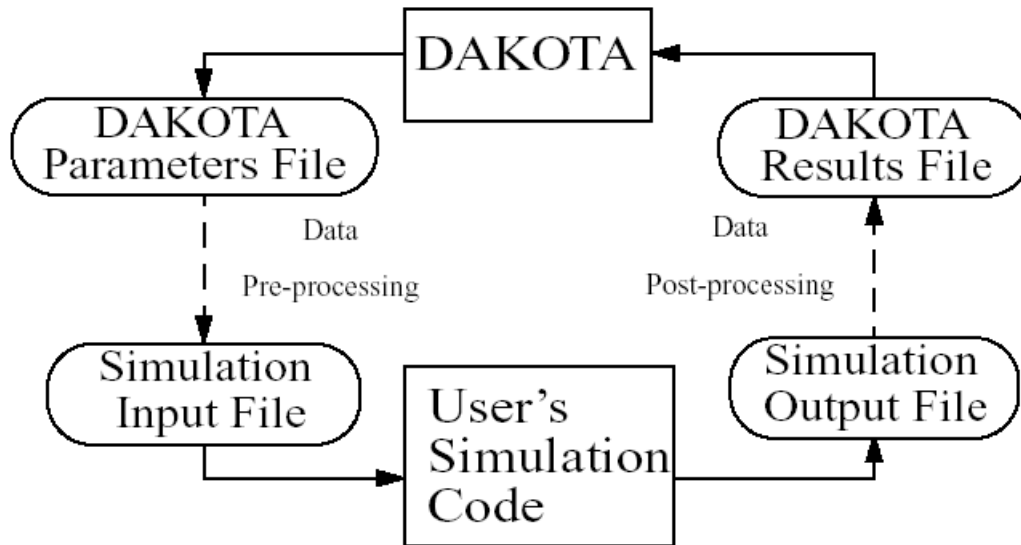 DAKOTA
DAKOTA
Parameters File
DAKOTA
Results File
Data
Pre-processing
Data
Post-processing
Simulation
Input File
User's
Simulation
Code
Simulation
Output File